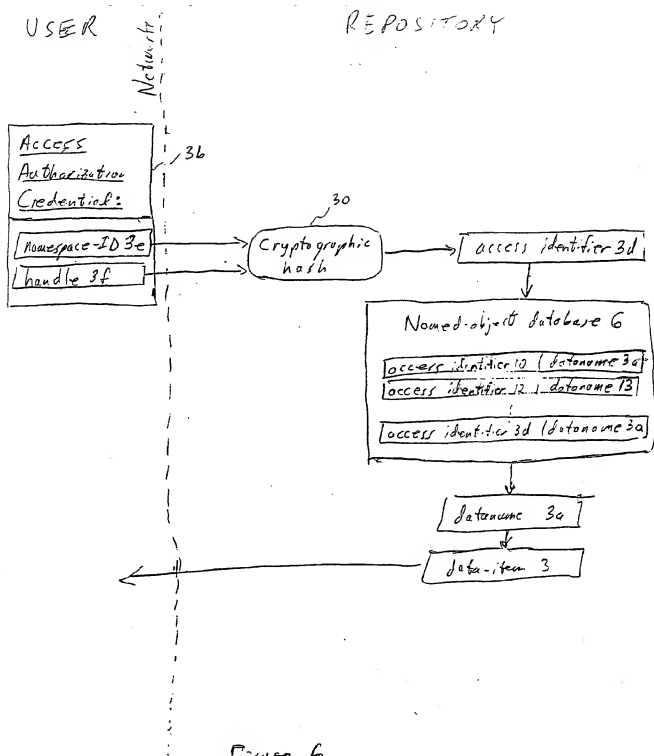 USER
REPOSITORY
Network
Access
Authorization
Credential:
36
namespace-ID 3e
handle 3f
30
Cryptographic
hash
access identifier 3d
Named-object database 6
access identifier 10 | dataname 3a
access identifier 12 | dataname 13
access identifier 3d | dataname 3a
dataname 3a
data-item 3
Figure 6